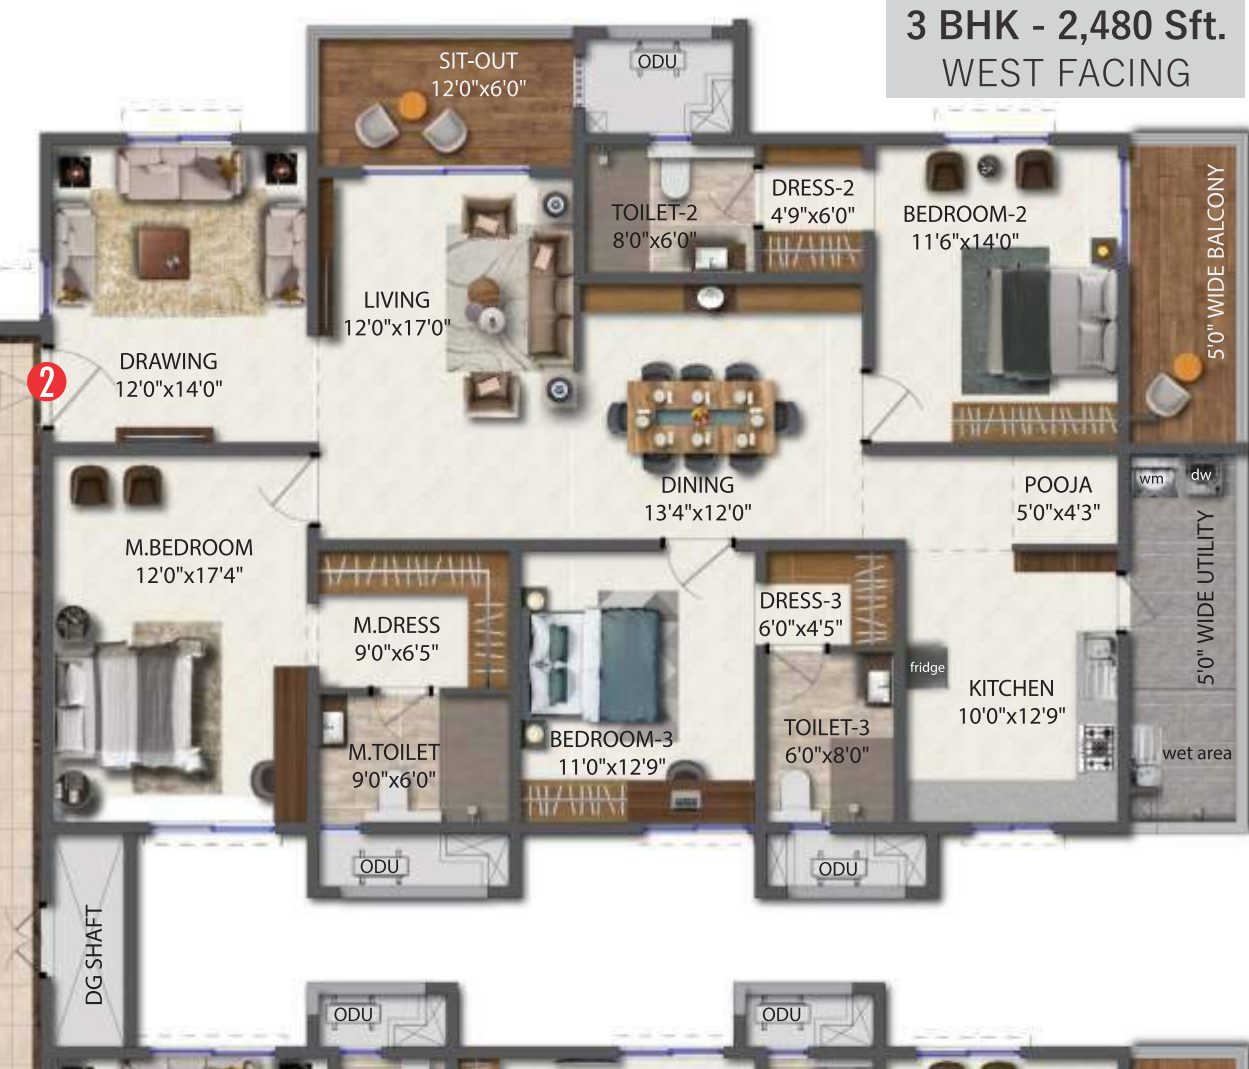 3 BHK - 2,480 Sft.
WEST FACING
SIT-OUT
12'0"x6'0"
ODU
TOILET-2
8'0"x6'0"
DRESS-2
4'9"x6'0"
BEDROOM-2
11'6"x14'0"
5'0" WIDE BALCONY
LIVING
12'0"x17'0"
DRAWING
12'0"x14'0"
2
DINING
13'4"x12'0"
POOJA
5'0"x4'3"
wm
dw
5'0" WIDE UTILITY
M.BEDROOM
12'0"x17'4"
M.DRESS
9'0"x6'5"
DRESS-3
6'0"x4'5"
fridge
KITCHEN
10'0"x12'9"
M.TOILET
9'0"x6'0"
BEDROOM-3
11'0"x12'9"
TOILET-3
6'0"x8'0"
wet area
ODU
ODU
DG SHAFT
ODU
ODU